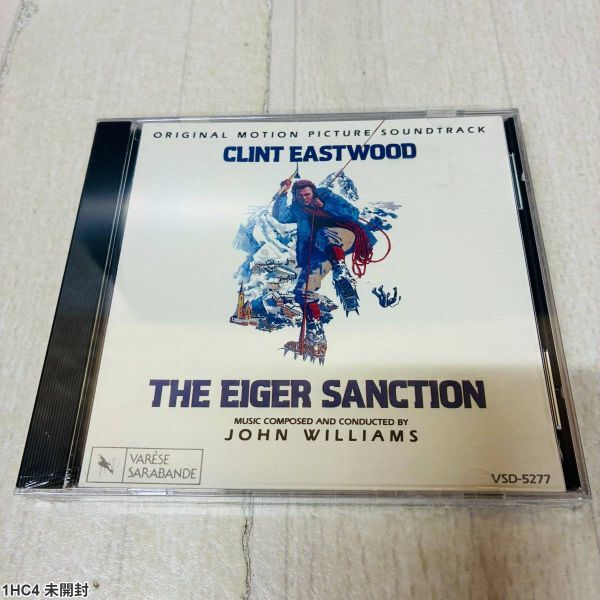 ORIGINAL MOTION PICTURE SOUNDTRACK
CLINT EASTWOOD
THE EIGER SANCTION
MUSIC COMPOSED AND CONDUCTED BY
JOHN WILLIAMS
VARÈSE
SARABANDE
VSD-5277
1HC4 未開封